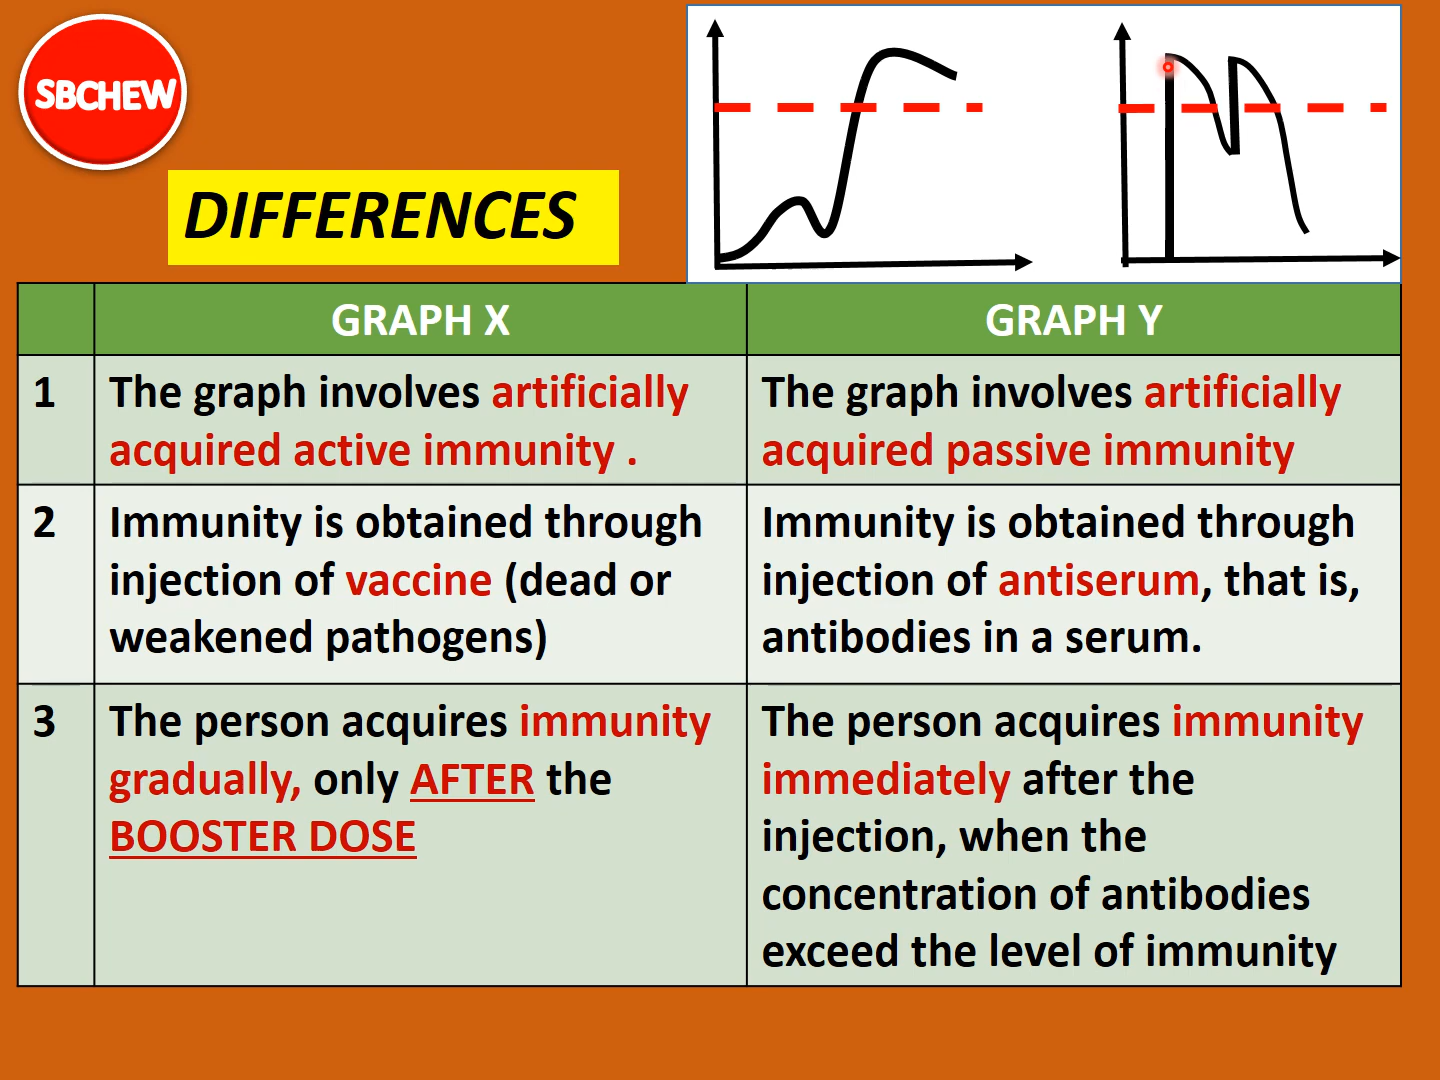 SBCHEW
DIFFERENCES
GRAPH X
GRAPH Y
1
The graph involves artificially
acquired active immunity .
The graph involves artificially
acquired passive immunity
2
Immunity is obtained through
injection of vaccine (dead or
weakened pathogens)
Immunity is obtained through
injection of antiserum, that is,
antibodies in a serum.
3
The person acquires immunity
gradually, only AFTER the
BOOSTER DOSE
The person acquires immunity
immediately after the
injection, when the
concentration of antibodies
exceed the level of immunity